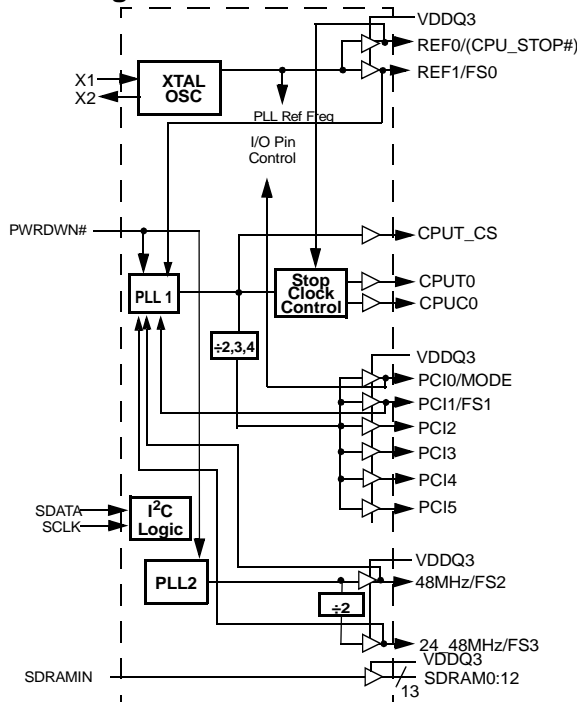 VDDQ3
REF0/(CPU_STOP#)
X1
X2
XTAL
OSC
REF1/FS0
PLL Ref Freq
I/O Pin
Control
PWRDWN#
CPUT_CS
PLL 1
Stop
Clock
Control
CPUT0
CPUC0
÷2,3,4
VDDQ3
PCI0/MODE
PCI1/FS1
PCI2
PCI3
PCI4
PCI5
SDATA
SCLK
I²C
Logic
VDDQ3
PLL2
48MHz/FS2
÷2
24_48MHz/FS3
VDDQ3
SDRAMIN
SDRAM0:12
13